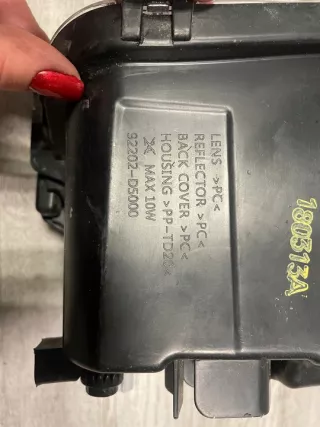 LENS >PC<
REFLECTOR >PC<
BACK COVER >PC<
HOUSING >PP-TD20<
MAX 10W
92202-D5000
180313A